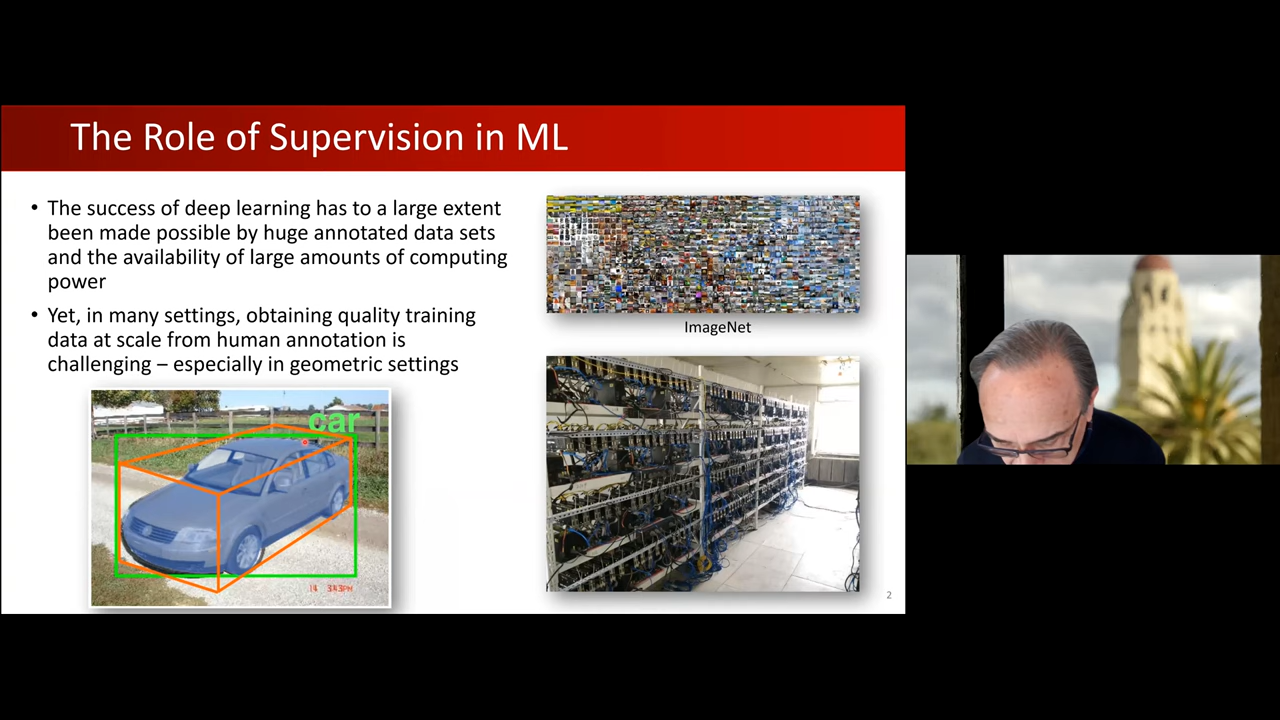 The Role of Supervision in ML
• The success of deep learning has to a large extent
been made possible by huge annotated data sets
and the availability of large amounts of computing
power
• Yet, in many settings, obtaining quality training
data at scale from human annotation is
challenging – especially in geometric settings
ImageNet
car
2